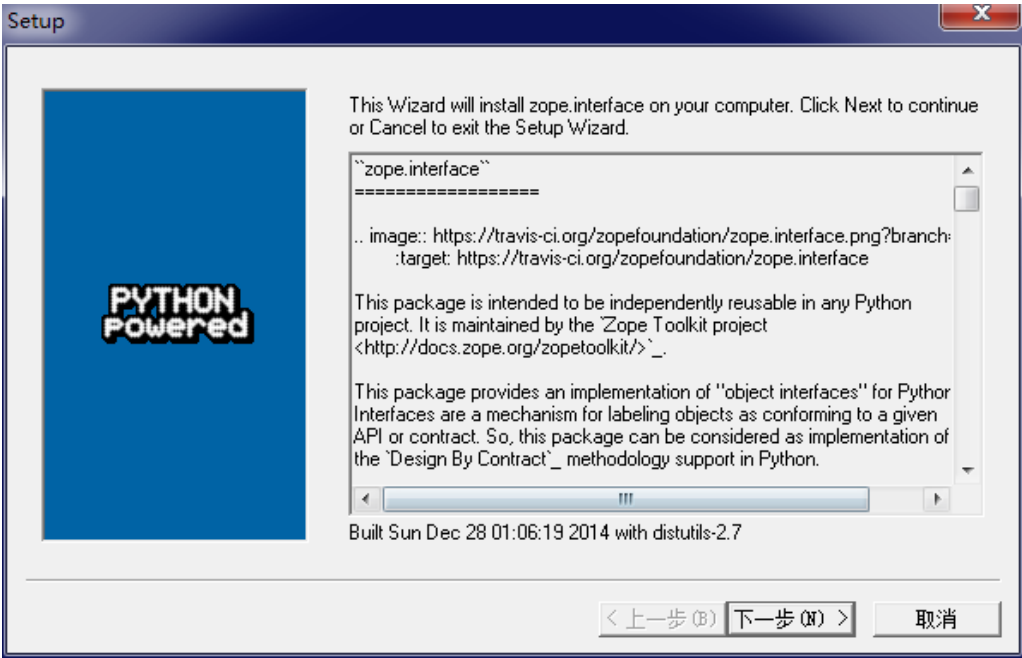 Setup
This Wizard will install zope.interface on your computer. Click Next to continue
or Cancel to exit the Setup Wizard.
``zope.interface``
==================
.. image:: https://travis-ci.org/zopefoundation/zope.interface.png?branch=
:target: https://travis-ci.org/zopefoundation/zope.interface
This package is intended to be independently reusable in any Python
project. It is maintained by the `Zope Toolkit project
<http://docs.zope.org/zopetoolkit/>`_.
This package provides an implementation of "object interfaces" for Python
Interfaces are a mechanism for labeling objects as conforming to a given
API or contract. So, this package can be considered as implementation of
the `Design By Contract`_ methodology support in Python.
PYTHON
Powered
Built Sun Dec 28 01:06:19 2014 with distutils-2.7
< 上一步(B)
下一步(N) >
取消